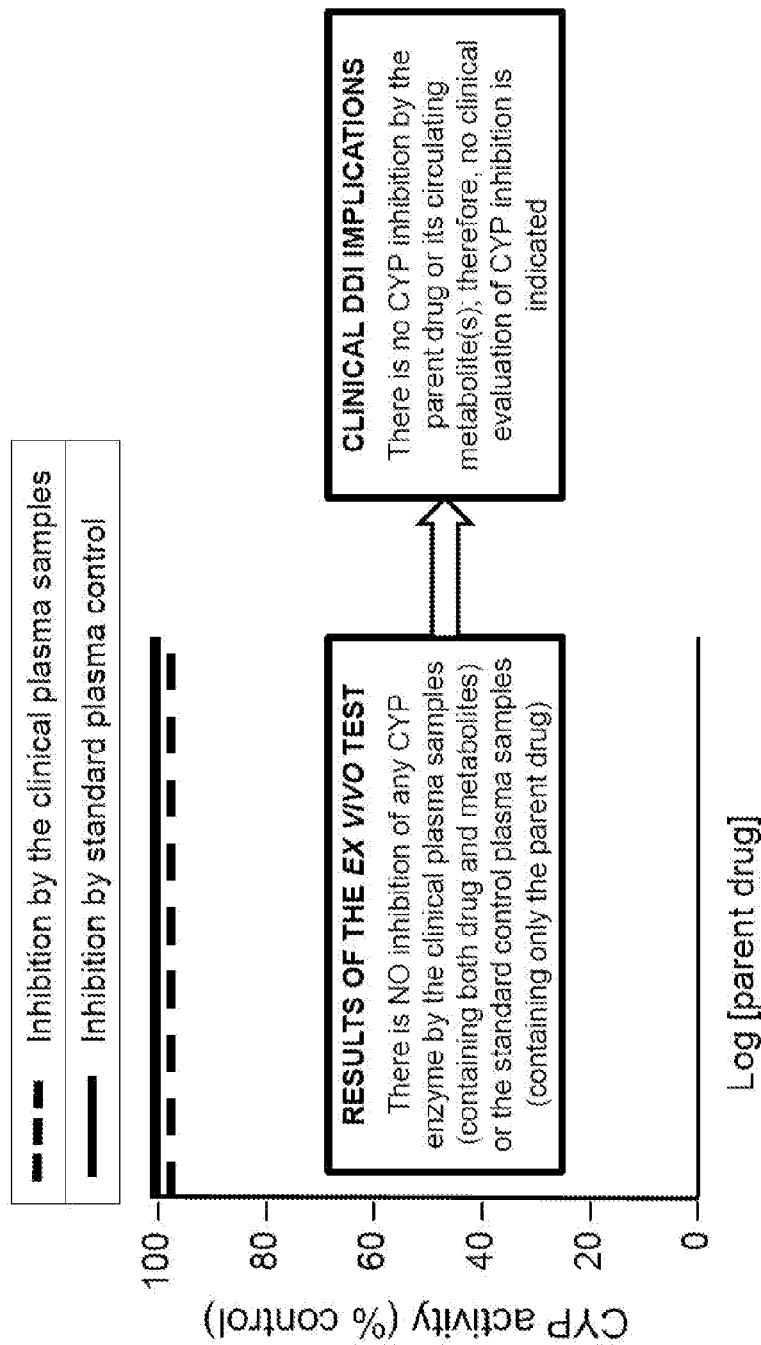 Inhibition by the clinical plasma samples
Inhibition by standard plasma control
CYP activity (% control)
100
80
60
40
20
0
RESULTS OF THE EX VIVO TEST
There is NO inhibition of any CYP
enzyme by the clinical plasma samples
(containing both drug and metabolites)
or the standard control plasma samples
(containing only the parent drug)
Log [parent drug]
CLINICAL DDI IMPLICATIONS
There is no CYP inhibition by the
parent drug or its circulating
metabolite(s); therefore, no clinical
evaluation of CYP inhibition is
indicated